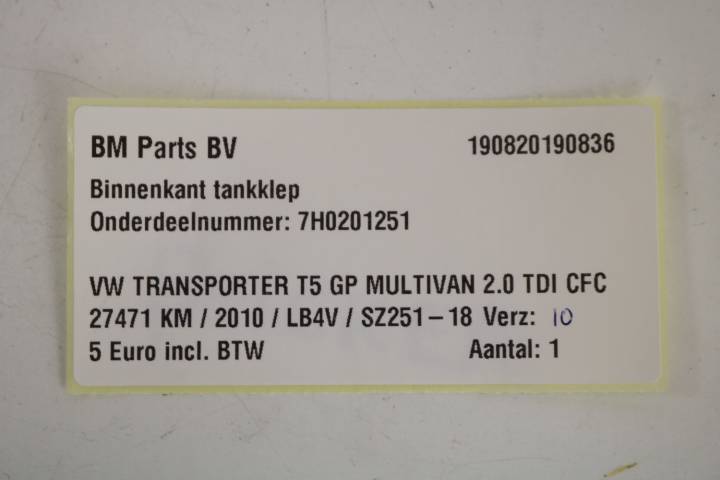 BM Parts BV 190820190836
Binnenkant tankklep
Onderdeelnummer: 7H0201251
VW TRANSPORTER T5 GP MULTIVAN 2.0 TDI CFC
27471 KM / 2010 / LB4V / SZ251-18 Verz: 10
5 Euro incl. BTW Aantal: 1